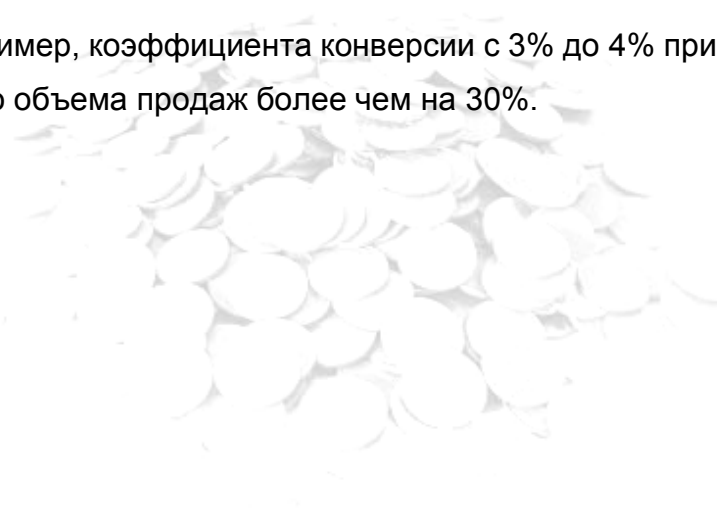 имер, коэффициента конверсии с 3% до 4% при
объема продаж более чем на 30%.